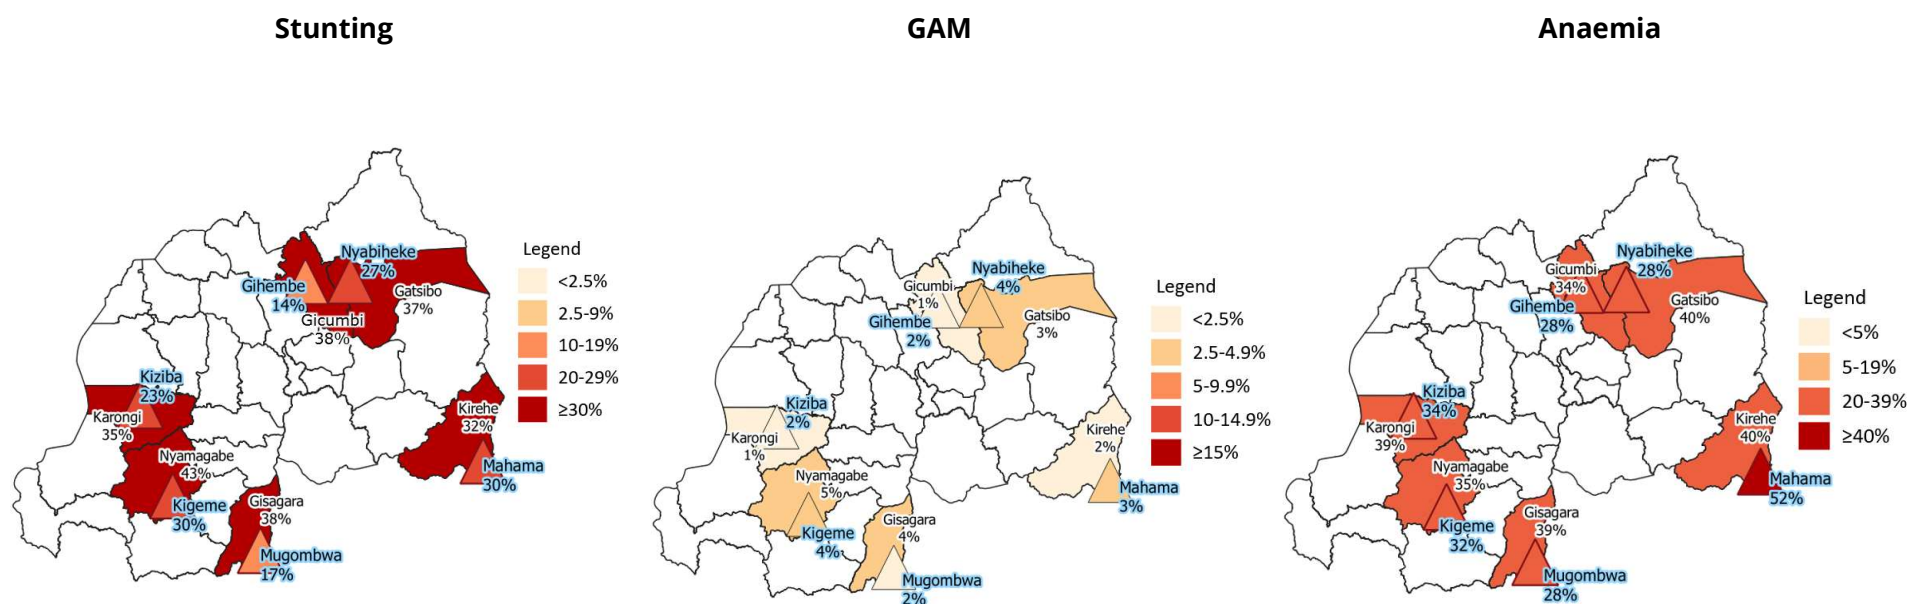 Stunting
Nyabiheke
27%
Gihembe
14%
Gatsibo
37%
Gicumbi
38%
Kiziba
23%
Karongi
35%
Kirehe
32%
Nyamagabe
43%
Mahama
30%
Kigeme
30%
Gisagara
38%
Mugombwa
17%
Legend
<2.5%
2.5-9%
10-19%
20-29%
≥30%
GAM
Nyabiheke
4%
Gicumbi
1%
Gihembe
2%
Gatsibo
3%
Kiziba
2%
Karongi
1%
Kirehe
2%
Nyamagabe
5%
Mahama
3%
Gisagara
4%
Kigeme
4%
Mugombwa
2%
Legend
<2.5%
2.5-4.9%
5-9.9%
10-14.9%
≥15%
Anaemia
Nyabiheke
28%
Gicumbi
34%
Gihembe
28%
Gatsibo
40%
Kiziba
34%
Karongi
39%
Kirehe
40%
Nyamagabe
35%
Mahama
52%
Gisagara
39%
Kigeme
32%
Mugombwa
28%
Legend
<5%
5-19%
20-39%
≥40%